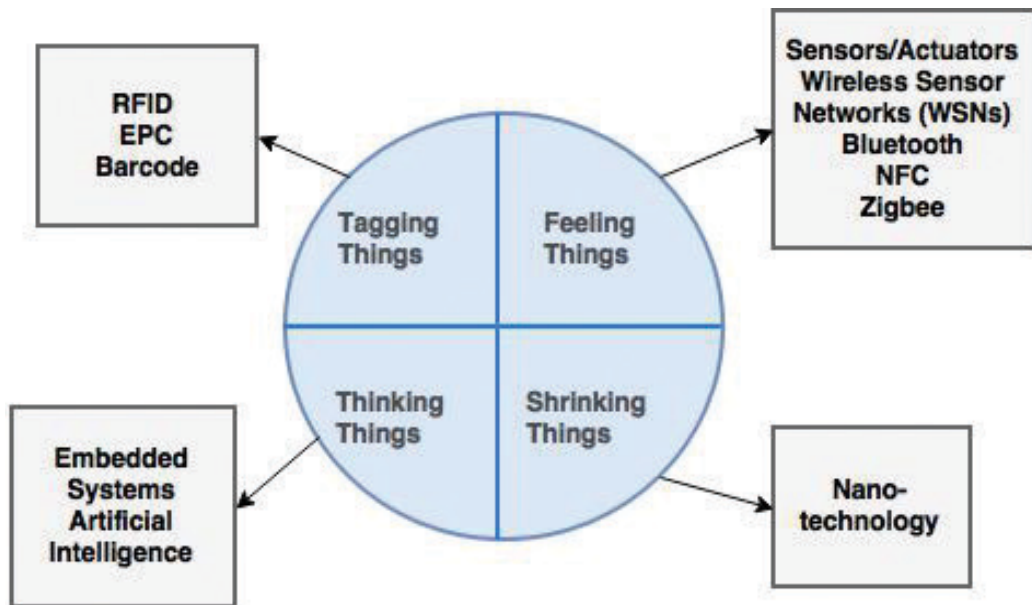 RFID
EPC
Barcode
Sensors/Actuators
Wireless Sensor
Networks (WSNs)
Bluetooth
NFC
Zigbee
Tagging
Things
Feeling
Things
Thinking
Things
Shrinking
Things
Embedded
Systems
Artificial
Intelligence
Nano-
technology